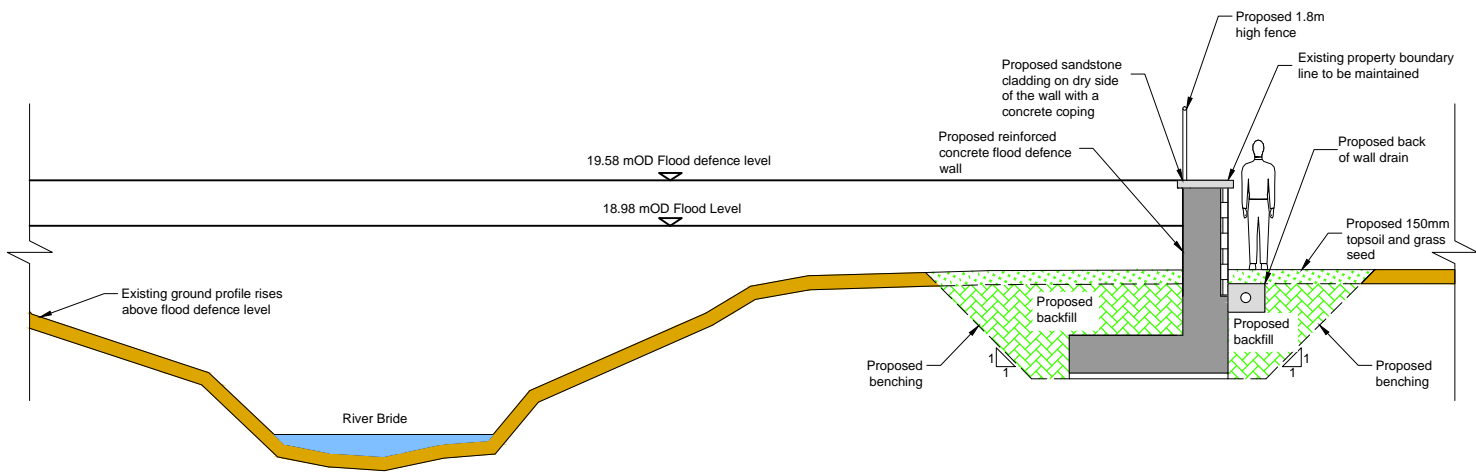 Proposed 1.8m
high fence
Proposed sandstone
cladding on dry side
of the wall with a
concrete coping
Existing property boundary
line to be maintained
Proposed reinforced
concrete flood defence
wall
Proposed back
of wall drain
19.58 mOD Flood defence level
18.98 mOD Flood Level
Proposed 150mm
topsoil and grass
seed
Existing ground profile rises
above flood defence level
Proposed
backfill
Proposed
backfill
Proposed
benching
1
1
1
1
Proposed
benching
River Bride